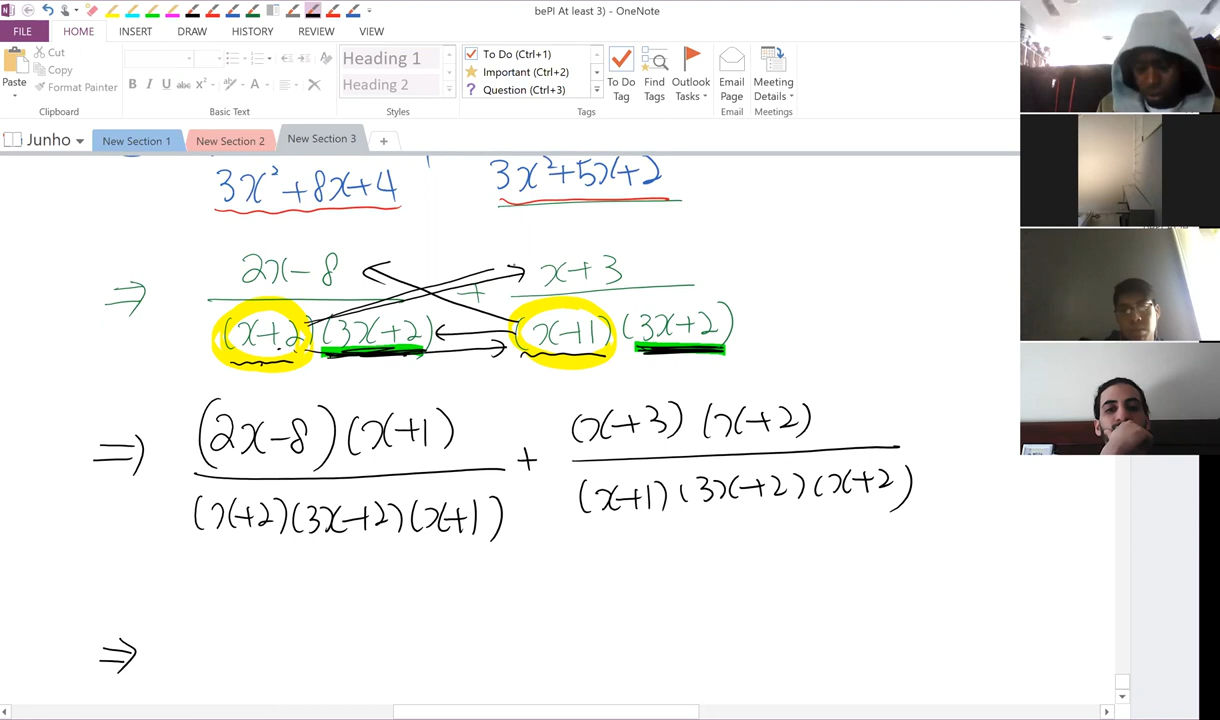 bePI At least 3) - OneNote
FILE HOME INSERT DRAW HISTORY REVIEW VIEW
Paste
Cut
Copy
Format Painter
Clipboard
B I U abc
Basic Text
Heading 1
Heading 2
Styles
To Do (Ctrl+1)
Important (Ctrl+2)
? Question (Ctrl+3)
To Do Tag
Find Tags
Tags
Outlook Tasks
Email Page
Email
Meeting Details
Meetings
Junho New Section 1 New Section 2 New Section 3 +
3x²+8x+4 3x²+5x+2
⇒ 2x-8 + x+3
(x+2)(3x+2) (x+1)(3x+2)
⇒ (2x-8)(x+1) + (x+3)(x+2)
(x+2)(3x+2)(x+1) (x+1)(3x+2)(x+2)
⇒